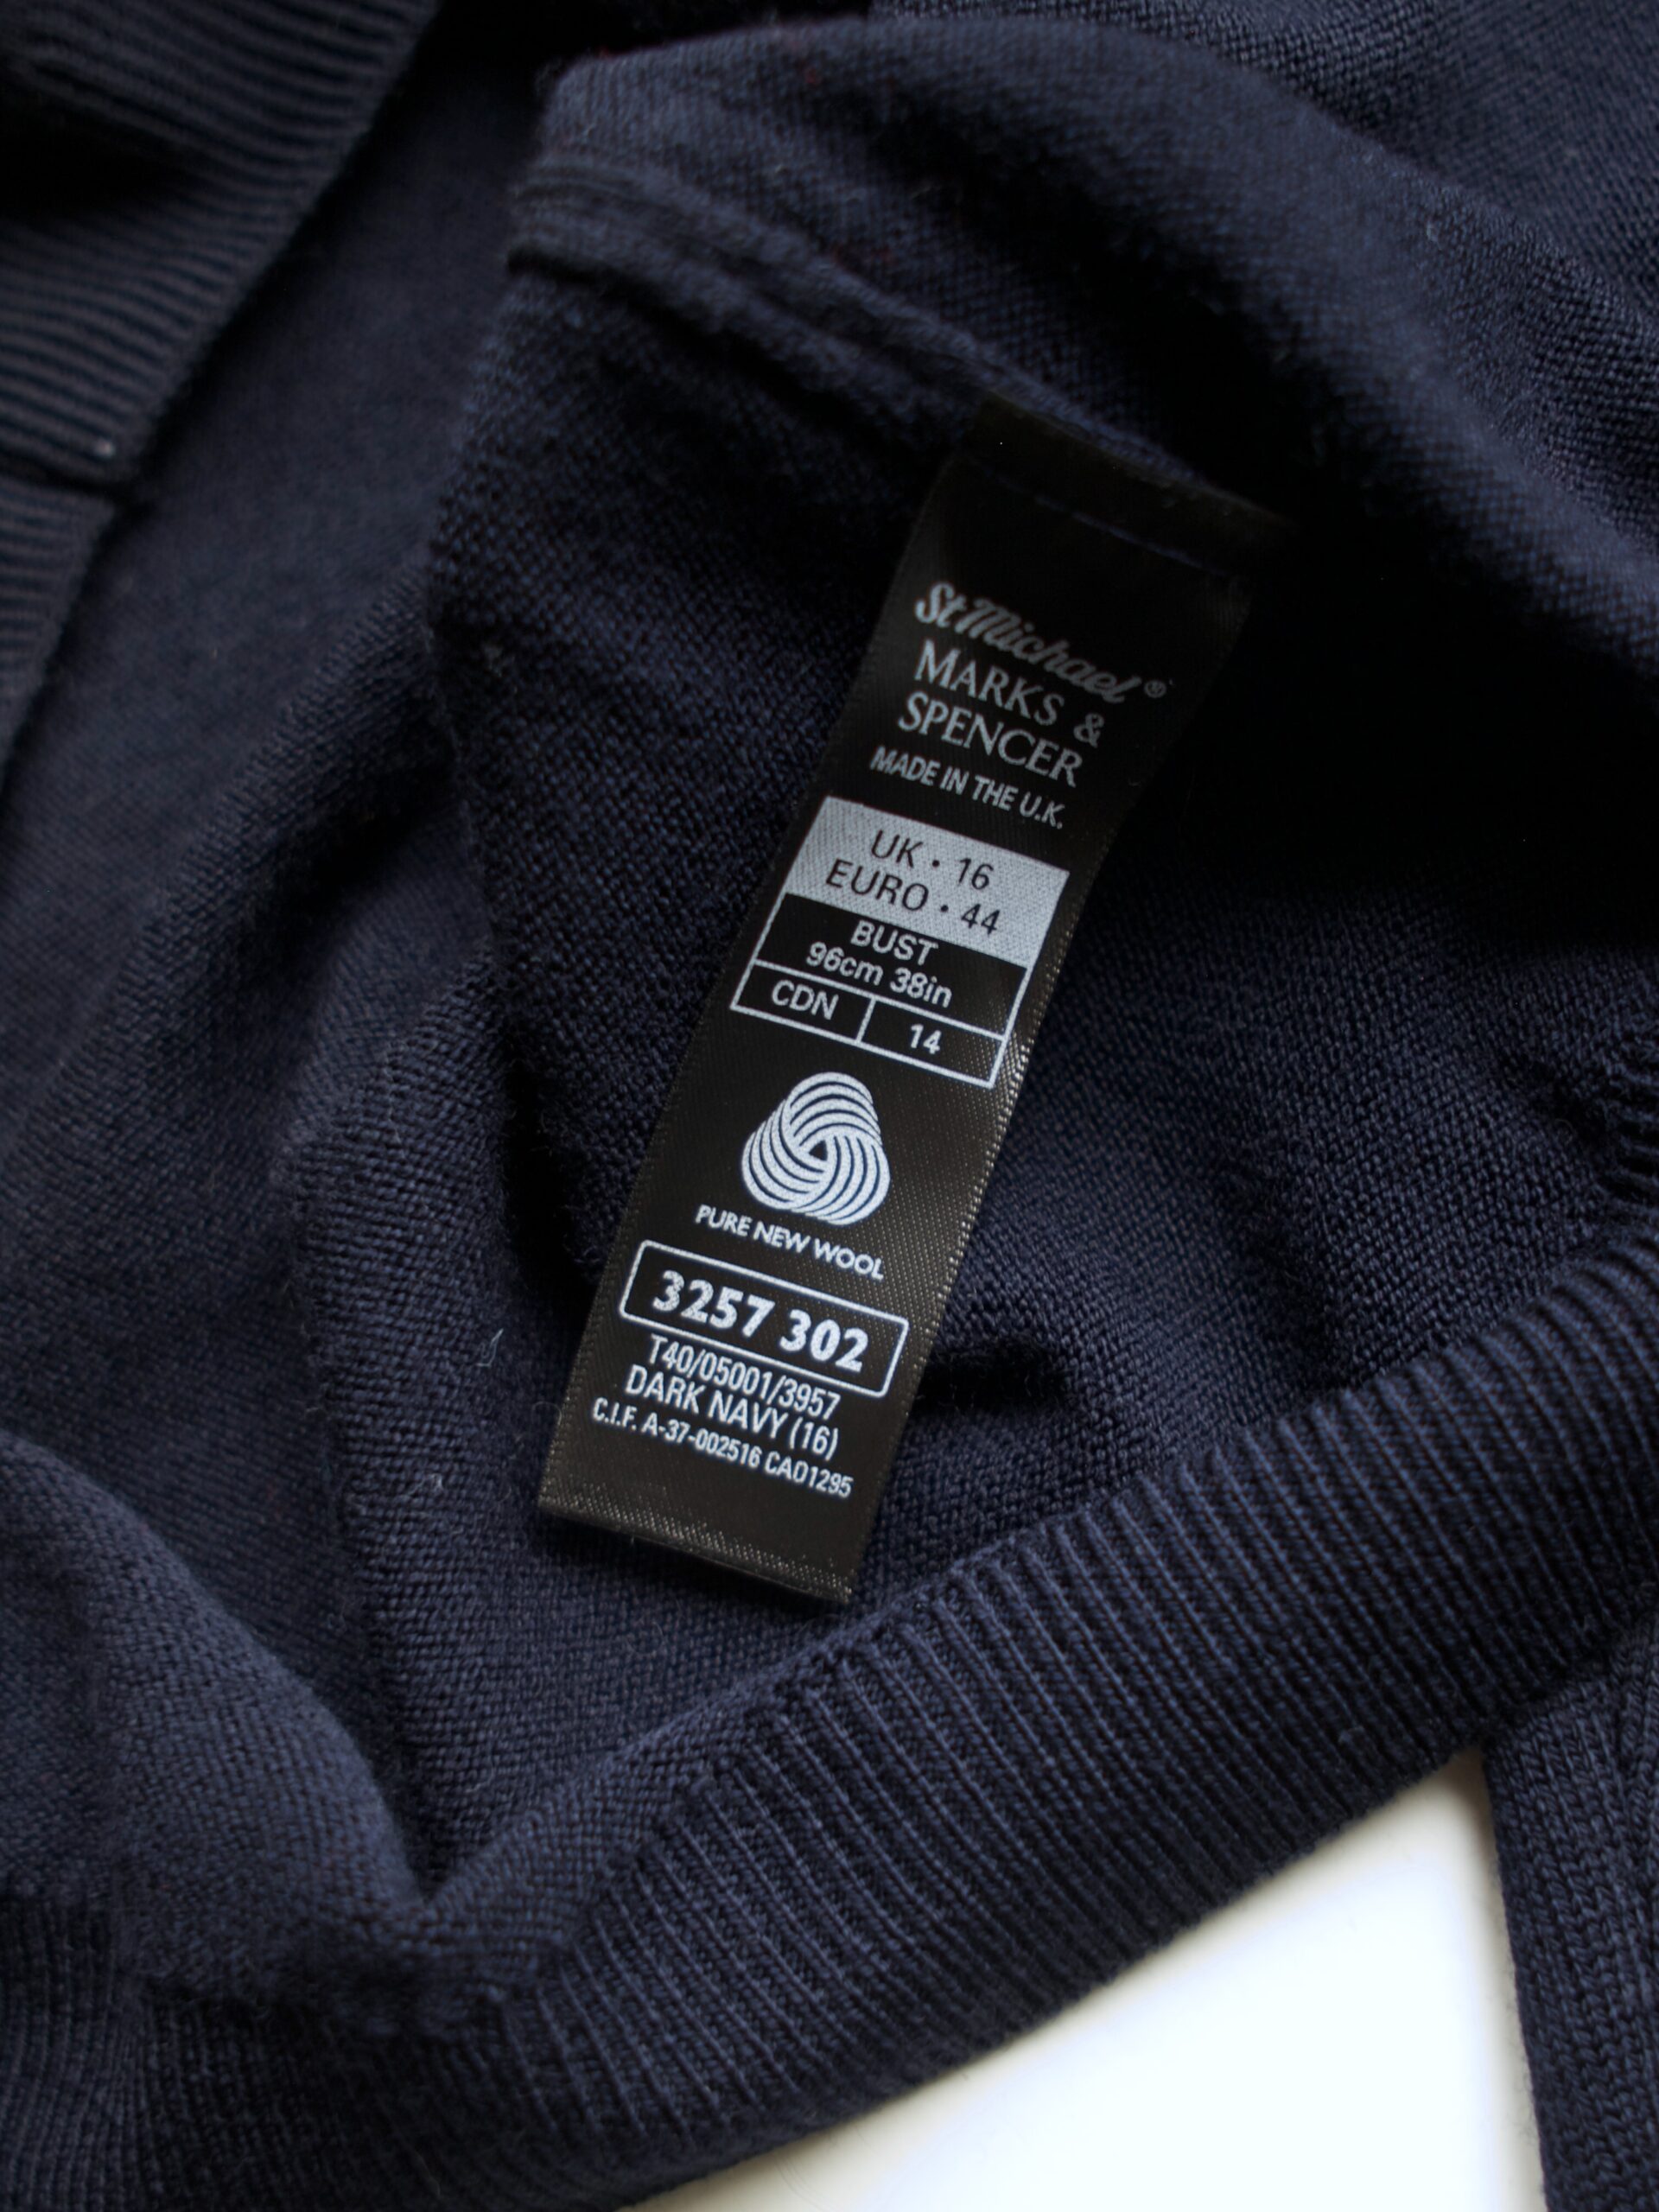 St Michael®
MARKS &
SPENCER
MADE IN THE U.K.
UK • 16
EURO • 44
BUST
96cm 38in
CDN 14
PURE NEW WOOL
3257 302
T40/05001/3957
DARK NAVY (16)
C.I.F. A-37-002516 CA01295